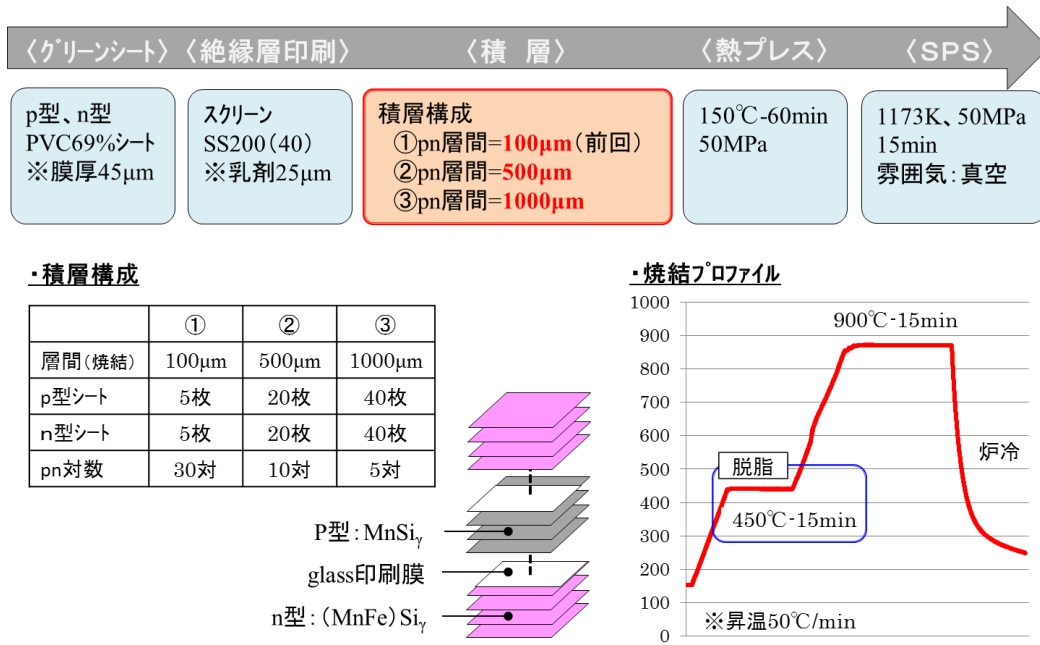 〈グリーンシート〉〈絶縁層印刷〉 〈積 層〉 〈熱プレス〉 〈SPS〉
p型、n型
PVC69%シート
※膜厚45μm
スクリーン
SS200(40)
※乳剤25μm
積層構成
①pn層間=100μm(前回)
②pn層間=500μm
③pn層間=1000μm
150℃-60min
50MPa
1173K、50MPa
15min
雰囲気:真空
・積層構成
① ② ③
層間(焼結) 100μm 500μm 1000μm
p型シート 5枚 20枚 40枚
n型シート 5枚 20枚 40枚
pn対数 30対 10対 5対
P型:MnSiγ
glass印刷膜
n型:(MnFe)Siγ
・焼結プロファイル
1000
900
800
700
600
500
400
300
200
100
0
900℃-15min
炉冷
脱脂
450℃-15min
※昇温50℃/min